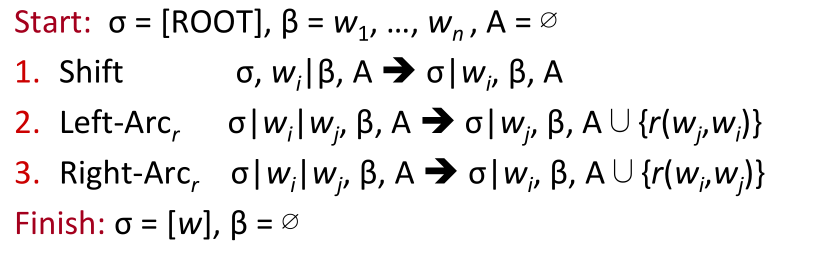 Start: σ = [ROOT], β = w₁, …, wₙ , A = ∅
1. Shift σ, wᵢ|β, A ➔ σ|wᵢ, β, A
2. Left-Arcᵣ σ|wᵢ|wⱼ, β, A ➔ σ|wⱼ, β, A∪{r(wⱼ,wᵢ)}
3. Right-Arcᵣ σ|wᵢ|wⱼ, β, A ➔ σ|wᵢ, β, A∪{r(wᵢ,wⱼ)}
Finish: σ = [w], β = ∅